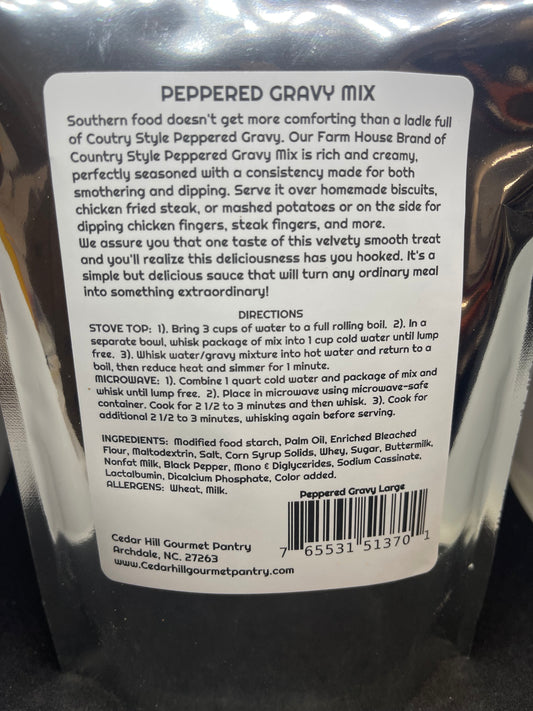 PEPPERED GRAVY MIX
Southern food doesn't get more comforting than a ladle full
of Coutry Style Peppered Gravy. Our Farm House Brand of
Country Style Peppered Gravy Mix is rich and creamy,
perfectly seasoned with a consistency made for both
smothering and dipping. Serve it over homemade biscuits,
chicken fried steak, or mashed potatoes or on the side for
dipping chicken fingers, steak fingers, and more.
We assure you that one taste of this velvety smooth treat
and you'll realize this deliciousness has you hooked. It's a
simple but delicious sauce that will turn any ordinary meal
into something extraordinary!
DIRECTIONS
STOVE TOP: 1). Bring 3 cups of water to a full rolling boil. 2). In a
separate bowl, whisk package of mix into 1 cup cold water until lump
free. 3). Whisk water/gravy mixture into hot water and return to a
boil, then reduce heat and simmer for 1 minute.
MICROWAVE: 1). Combine 1 quart cold water and package of mix and
whisk until lump free. 2). Place in microwave using microwave-safe
container. Cook for 2 1/2 to 3 minutes and then whisk. 3). Cook for
additional 2 1/2 to 3 minutes, whisking again before serving.
INGREDIENTS: Modified food starch, Palm Oil, Enriched Bleached
Flour, Maltodextrin, Salt, Corn Syrup Solids, Whey, Sugar, Buttermilk,
Nonfat Milk, Black Pepper, Mono & Diglycerides, Sodium Cassinate,
Lactalbumin, Dicalcium Phosphate, Color added.
ALLERGENS: Wheat, Milk.
Peppered Gravy Large
7 65531 51370 1
Cedar Hill Gourmet Pantry
Archdale, NC. 27263
www.Cedarhillgourmetpantry.com